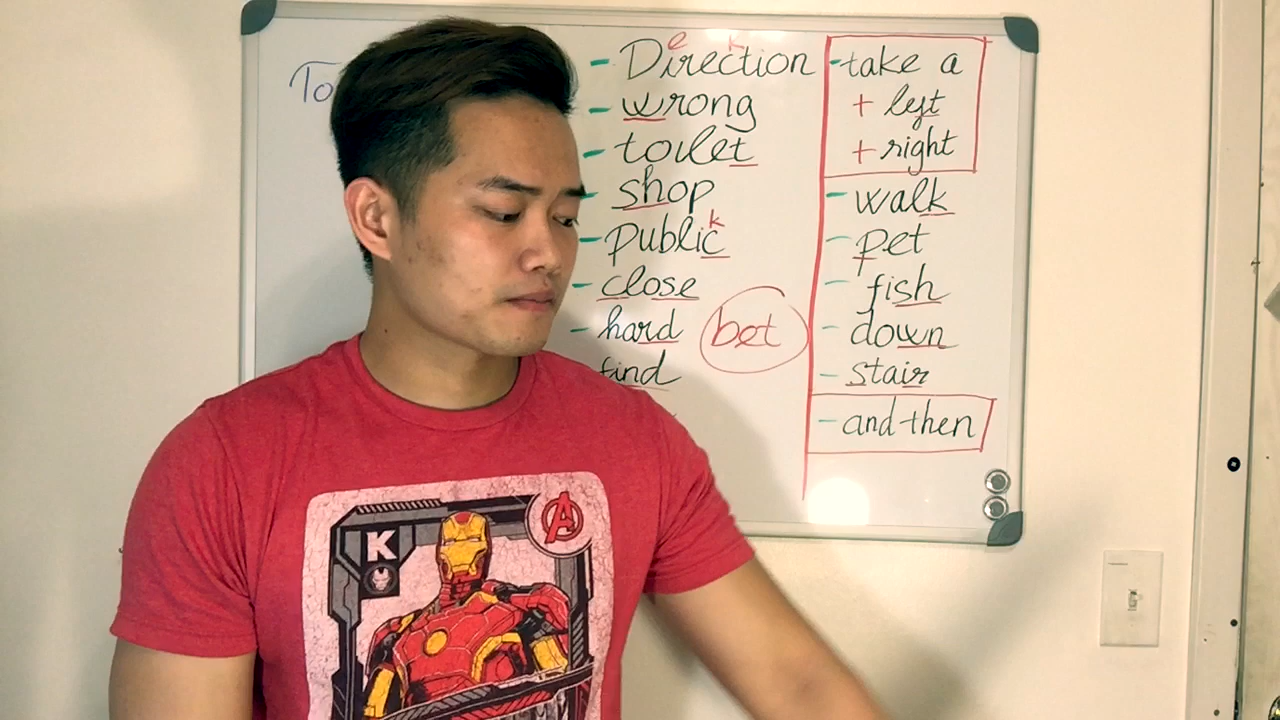 To
e k
- Direction
- wrong
- toilet
- shop
k
- public
- close
- hard
find
bet
- take a
+ left
+ right
- walk
- pet
- fish
- down
- stair
- and then
K
A